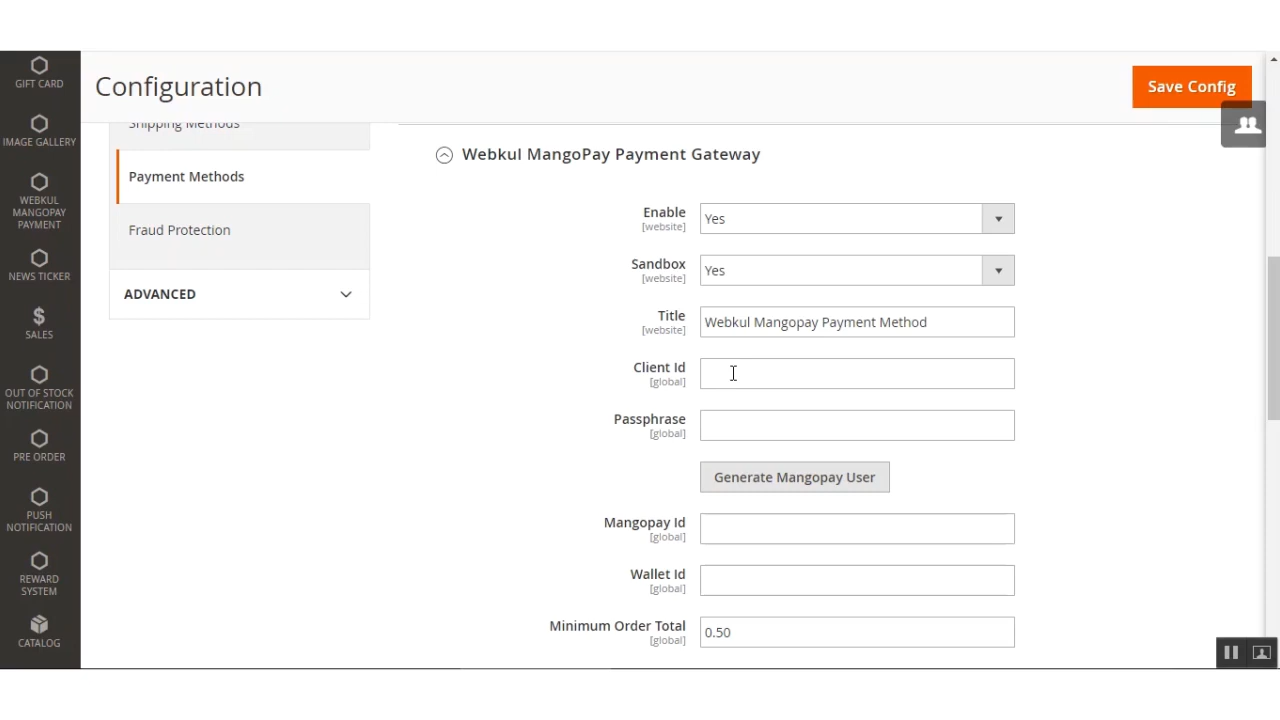 Configuration
Save Config
GIFT CARD
IMAGE GALLERY
WEBKUL
MANGOPAY
PAYMENT
NEWS TICKER
$
SALES
OUT OF STOCK
NOTIFICATION
PRE ORDER
PUSH
NOTIFICATION
REWARD
SYSTEM
CATALOG
Shipping Methods
Payment Methods
Fraud Protection
ADVANCED
Webkul MangoPay Payment Gateway
Enable
[website]
Yes
Sandbox
[website]
Yes
Title
[website]
Webkul Mangopay Payment Method
Client Id
[global]
Passphrase
[global]
Generate Mangopay User
Mangopay Id
[global]
Wallet Id
[global]
Minimum Order Total
[global]
0.50